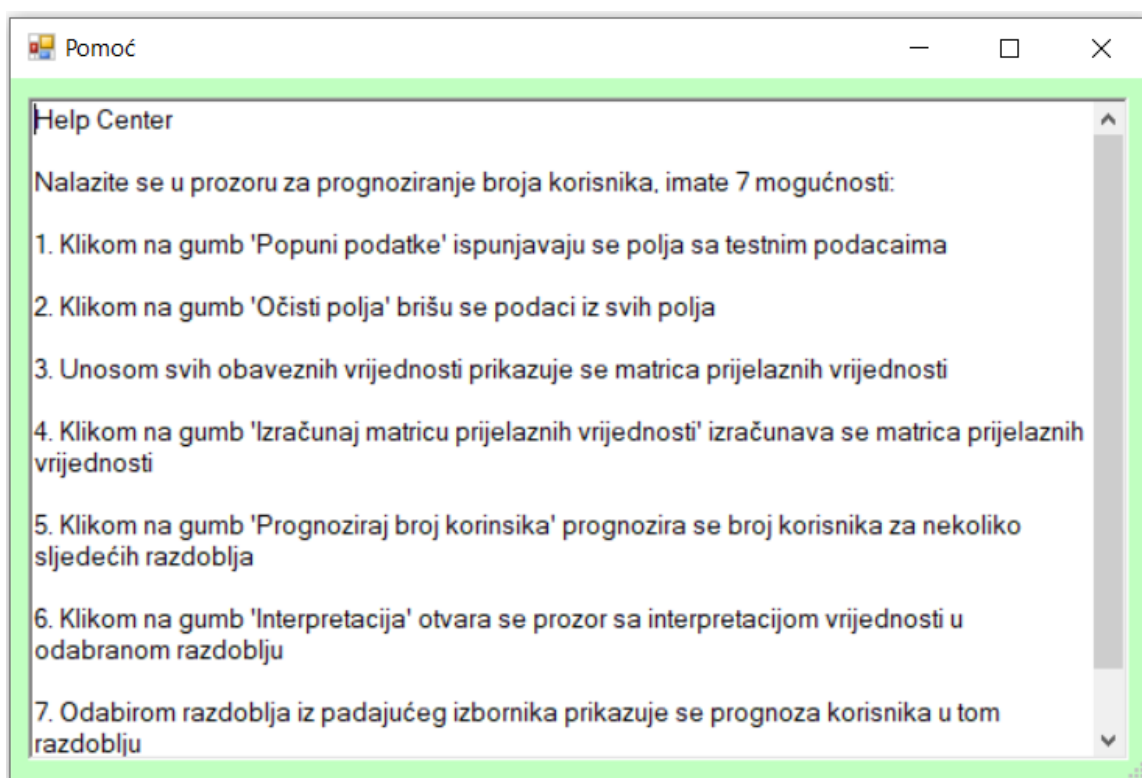 Pomoć
Help Center
Nalazite se u prozoru za prognoziranje broja korisnika, imate 7 mogućnosti:
1. Klikom na gumb 'Popuni podatke' ispunjavaju se polja sa testnim podacaima
2. Klikom na gumb 'Očisti polja' brišu se podaci iz svih polja
3. Unosom svih obaveznih vrijednosti prikazuje se matrica prijelaznih vrijednosti
4. Klikom na gumb 'Izračunaj matricu prijelaznih vrijednosti' izračunava se matrica prijelaznih
vrijednosti
5. Klikom na gumb 'Prognoziraj broj korinsika' prognozira se broj korisnika za nekoliko
sljedećih razdoblja
6. Klikom na gumb 'Interpretacija' otvara se prozor sa interpretacijom vrijednosti u
odabranom razdoblju
7. Odabirom razdoblja iz padajućeg izbornika prikazuje se prognoza korisnika u tom
razdoblju